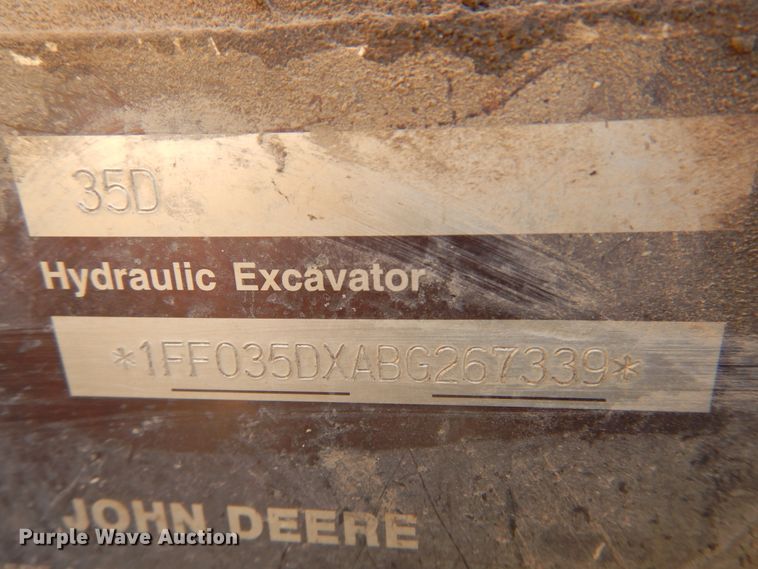 35D
Hydraulic Excavator
*1FF035DXABG267339*
JOHN DEERE
Purple Wave Auction